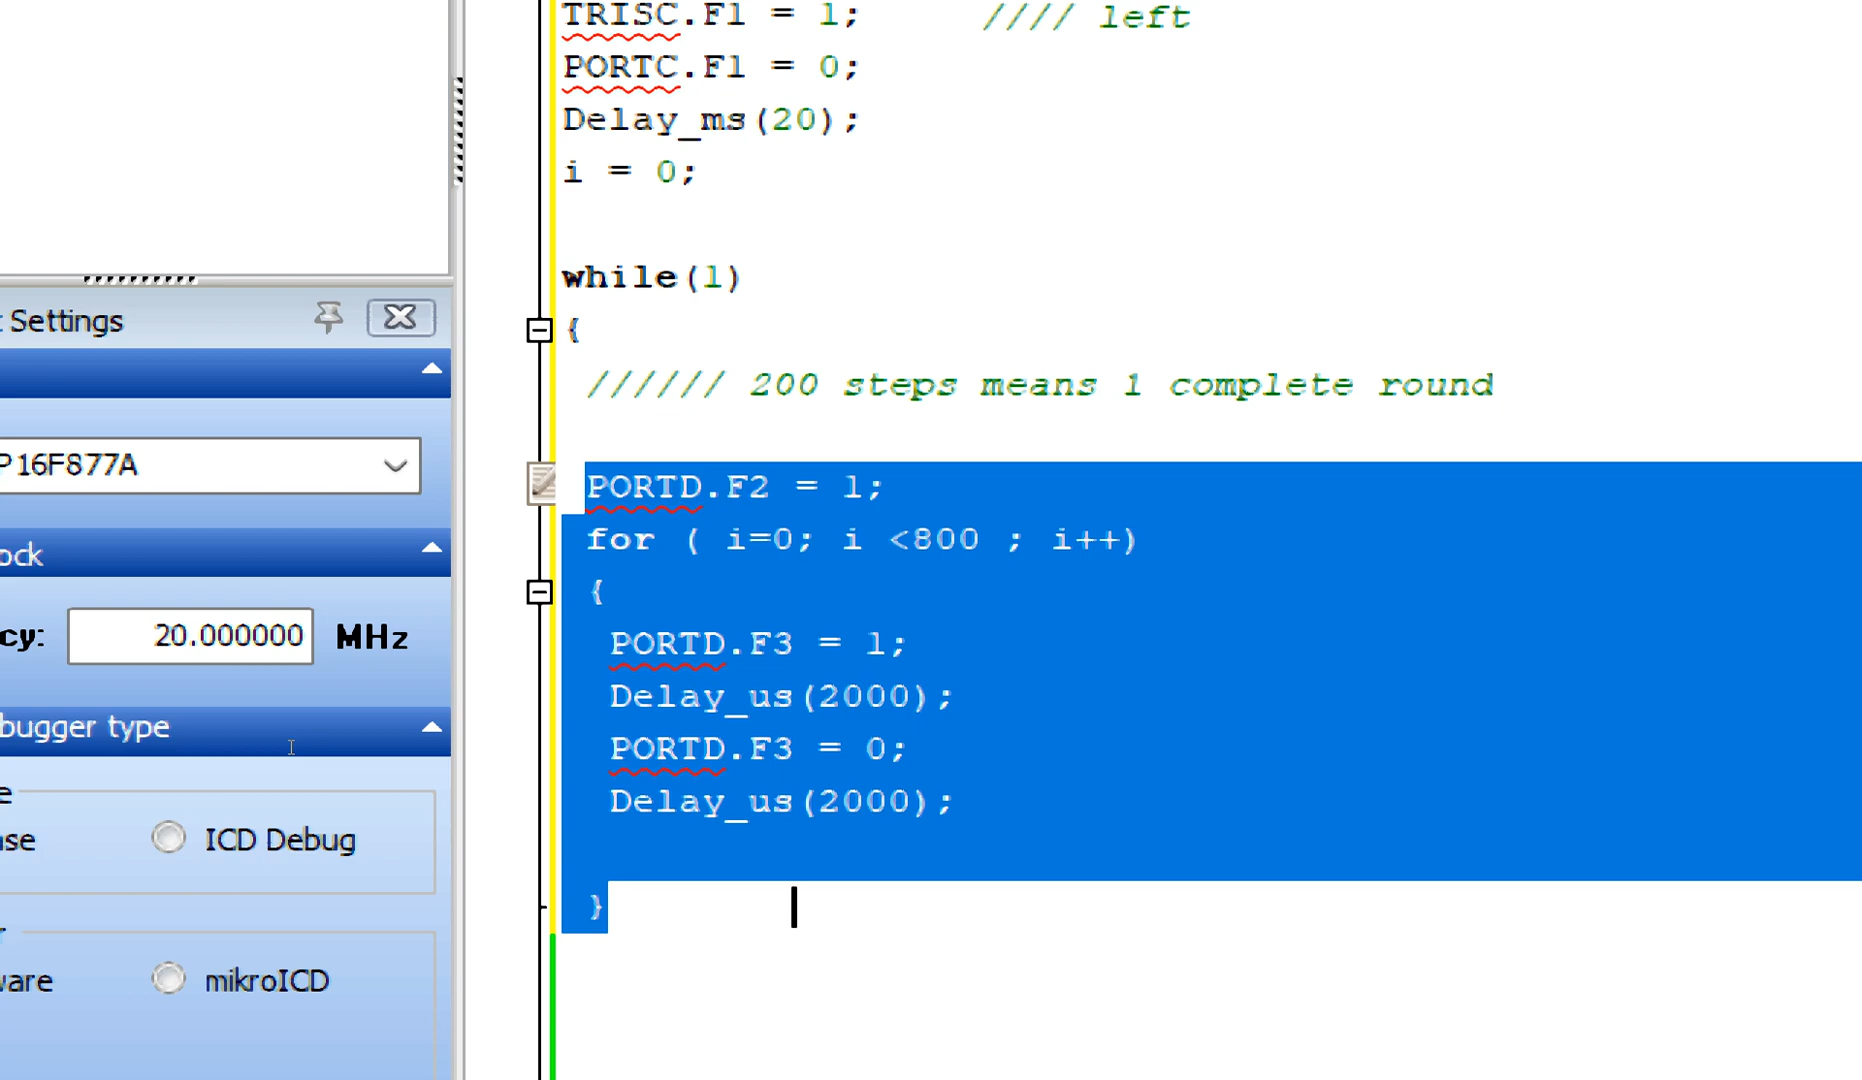 TRISC.F1 = 1; //// left
PORTC.F1 = 0;
Delay_ms(20);
i = 0;
while(1)
{
////// 200 steps means 1 complete round
PORTD.F2 = 1;
for ( i=0; i <800 ; i++)
{
PORTD.F3 = 1;
Delay_us(2000);
PORTD.F3 = 0;
Delay_us(2000);
}
Settings
P16F877A
ock
cy: 20.000000 MHz
bugger type
e
ase ICD Debug
ware mikroICD